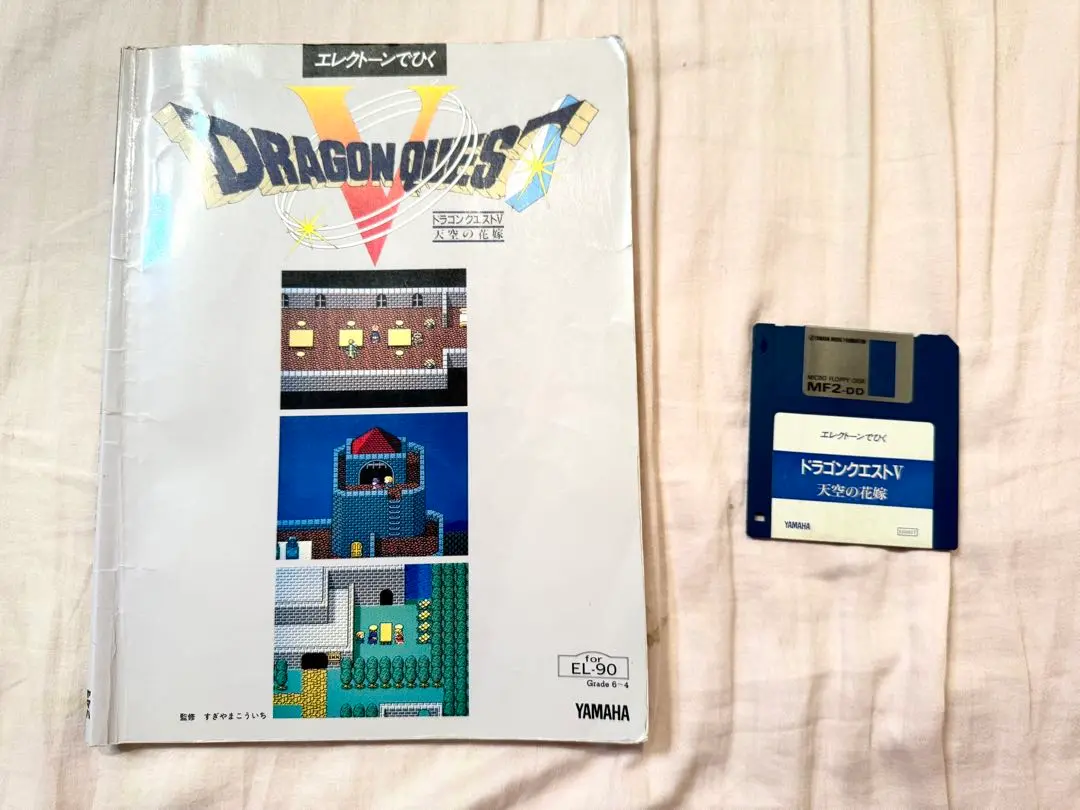 エレクトーンでひく
V
DRAGON QUEST
ドラゴンクエストV
天空の花嫁
for
EL-90
Grade 6~4
監修 すぎやまこういち
YAMAHA
YAMAHA MUSIC FOUNDATION
MICRO FLOPPY DISK
MF2-DD
エレクトーンでひく
ドラゴンクエストV
天空の花嫁
YAMAHA